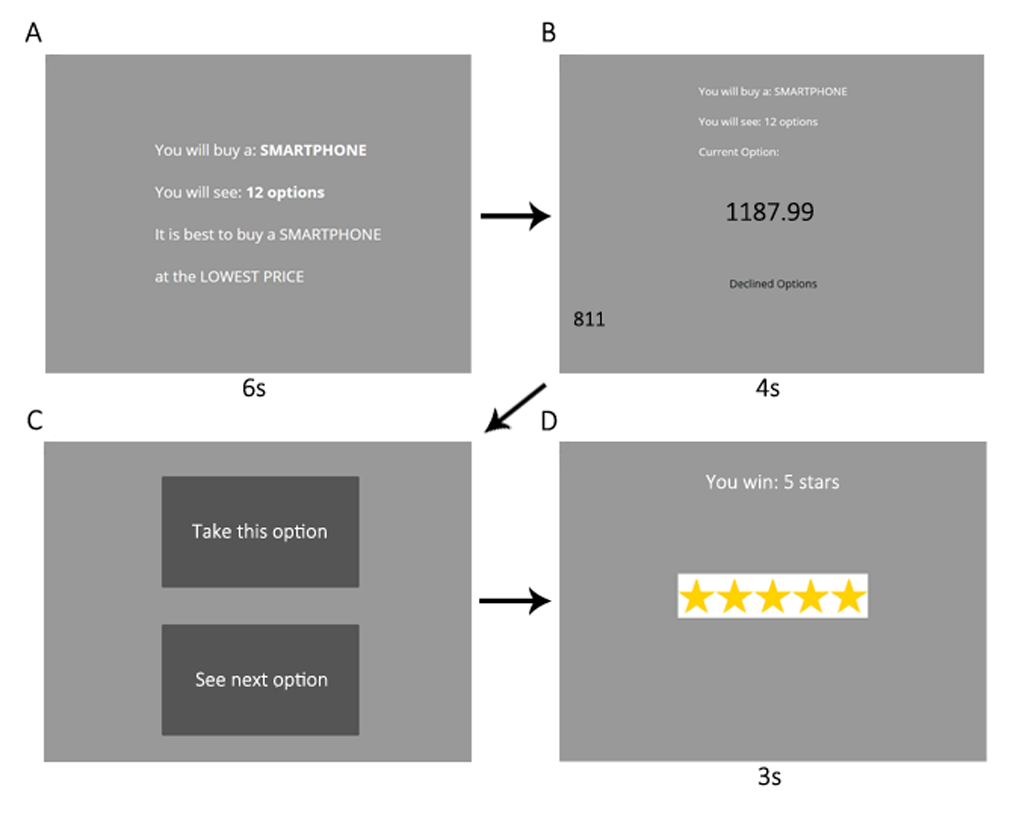 A
You will buy a: SMARTPHONE
You will see: 12 options
It is best to buy a SMARTPHONE
at the LOWEST PRICE
6s
B
You will buy a: SMARTPHONE
You will see: 12 options
Current Option:
1187.99
Declined Options
811
4s
C
Take this option
See next option
D
You win: 5 stars
3s